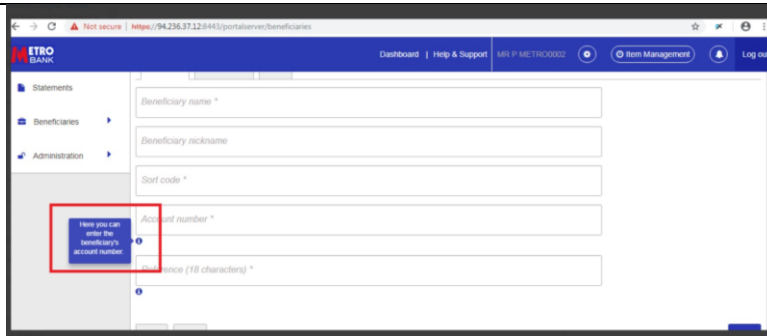 Not secure | https://94.236.37.12:8443/portalserver/beneficiaries
METRO BANK
Dashboard | Help & Support | MR P METRO0002
Item Management
Log ou
Statements
Beneficiaries
Administration
Beneficiary name *
Beneficiary nickname
Sort code *
Account number *
Here you can
enter the
beneficiary's
account number.
Reference (18 characters) *